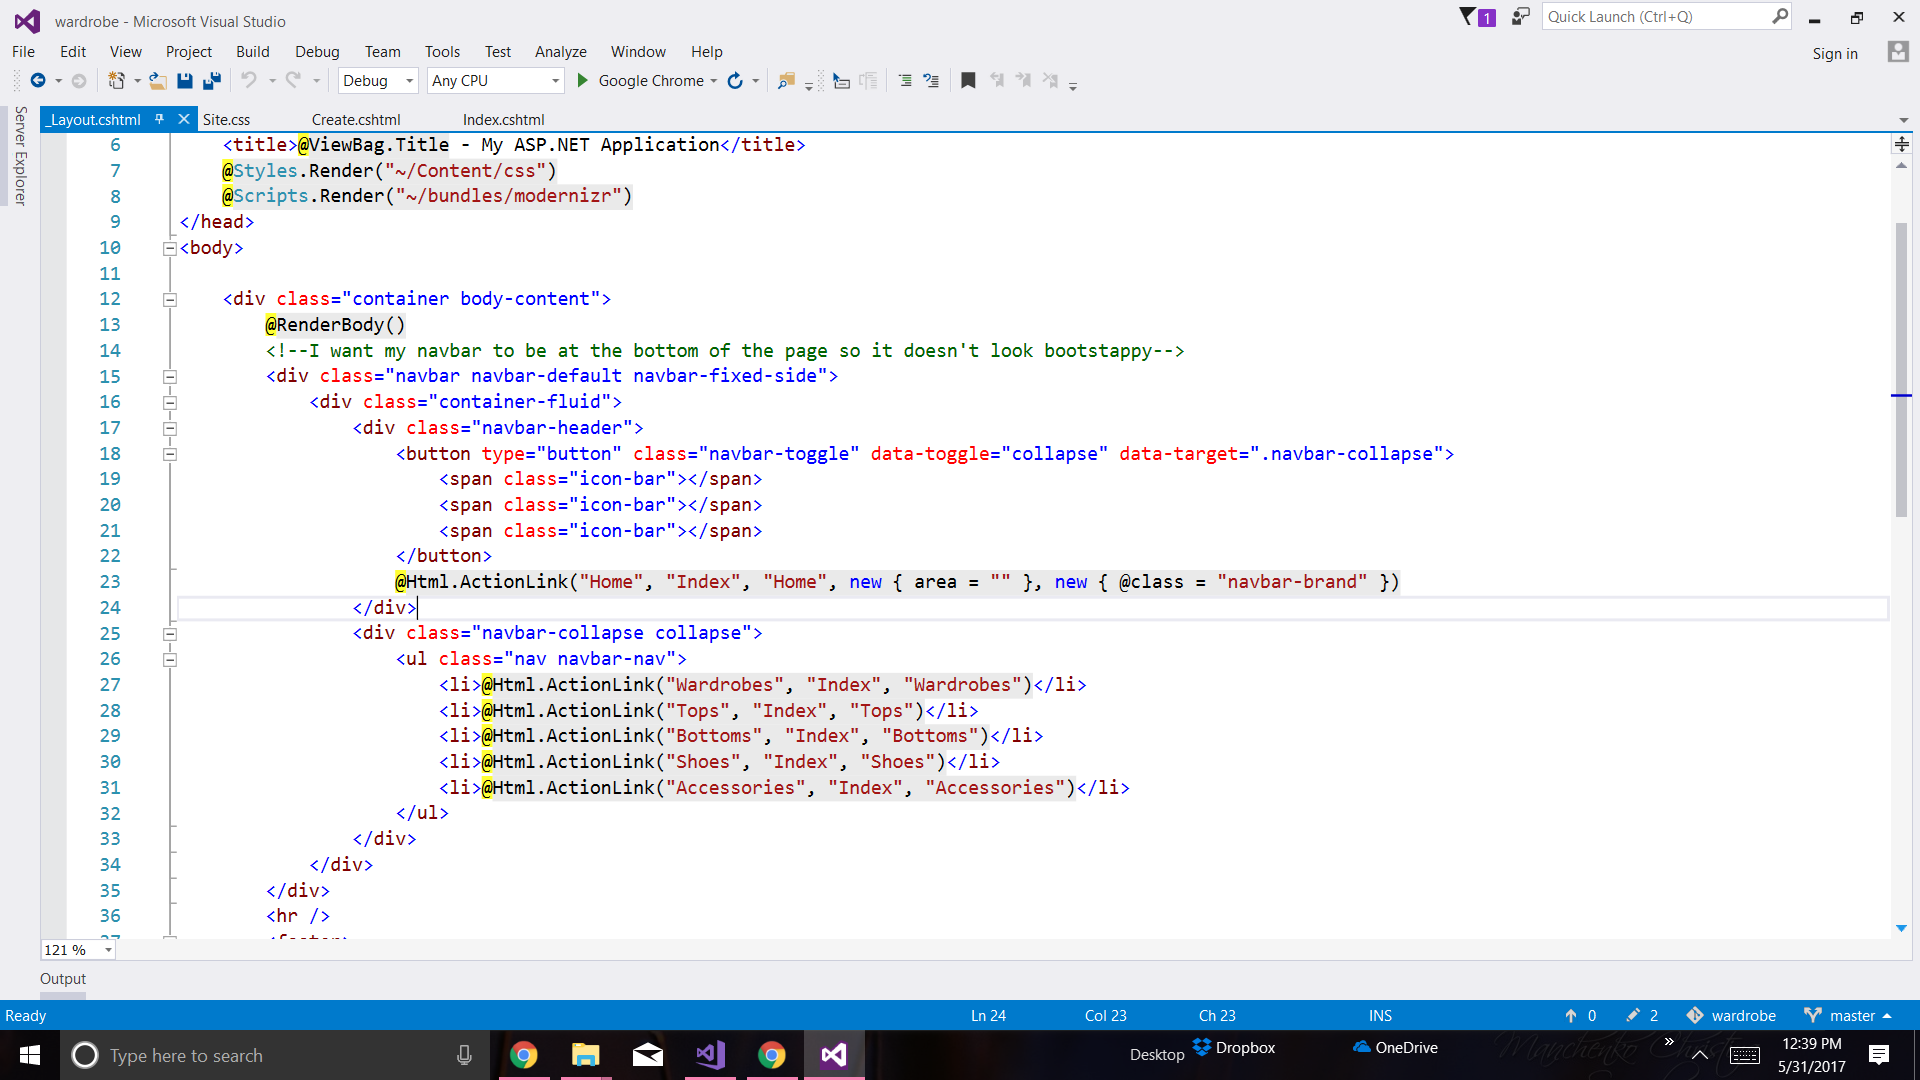 wardrobe - Microsoft Visual Studio
1
Quick Launch (Ctrl+Q)
File Edit View Project Build Debug Team Tools Test Analyze Window Help
Sign in
Debug Any CPU Google Chrome
Server Explorer
_Layout.cshtml Site.css Create.cshtml Index.cshtml
6 <title>@ViewBag.Title - My ASP.NET Application</title>
7 @Styles.Render("~/Content/css")
8 @Scripts.Render("~/bundles/modernizr")
9 </head>
10 <body>
11
12 <div class="container body-content">
13 @RenderBody()
14 <!--I want my navbar to be at the bottom of the page so it doesn't look bootstappy-->
15 <div class="navbar navbar-default navbar-fixed-side">
16 <div class="container-fluid">
17 <div class="navbar-header">
18 <button type="button" class="navbar-toggle" data-toggle="collapse" data-target=".navbar-collapse">
19 <span class="icon-bar"></span>
20 <span class="icon-bar"></span>
21 <span class="icon-bar"></span>
22 </button>
23 @Html.ActionLink("Home", "Index", "Home", new { area = "" }, new { @class = "navbar-brand" })
24 </div>
25 <div class="navbar-collapse collapse">
26 <ul class="nav navbar-nav">
27 <li>@Html.ActionLink("Wardrobes", "Index", "Wardrobes")</li>
28 <li>@Html.ActionLink("Tops", "Index", "Tops")</li>
29 <li>@Html.ActionLink("Bottoms", "Index", "Bottoms")</li>
30 <li>@Html.ActionLink("Shoes", "Index", "Shoes")</li>
31 <li>@Html.ActionLink("Accessories", "Index", "Accessories")</li>
32 </ul>
33 </div>
34 </div>
35 </div>
36 <hr />
37 <footer>
121 %
Output
Ready Ln 24 Col 23 Ch 23 INS 0 2 wardrobe master
Type here to search
Desktop Dropbox OneDrive
Manchenko
12:39 PM
5/31/2017